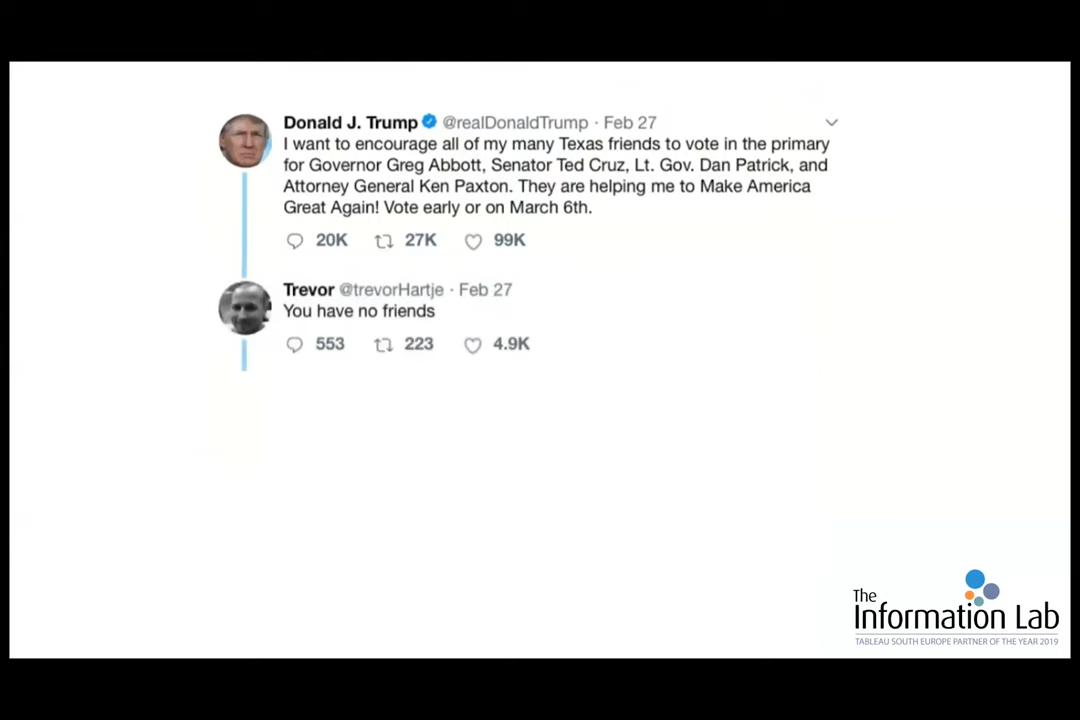 Donald J. Trump @realDonaldTrump · Feb 27
I want to encourage all of my many Texas friends to vote in the primary
for Governor Greg Abbott, Senator Ted Cruz, Lt. Gov. Dan Patrick, and
Attorney General Ken Paxton. They are helping me to Make America
Great Again! Vote early or on March 6th.
20K 27K 99K
Trevor @trevorHartje · Feb 27
You have no friends
553 223 4.9K
The
Information Lab
TABLEAU SOUTH EUROPE PARTNER OF THE YEAR 2019